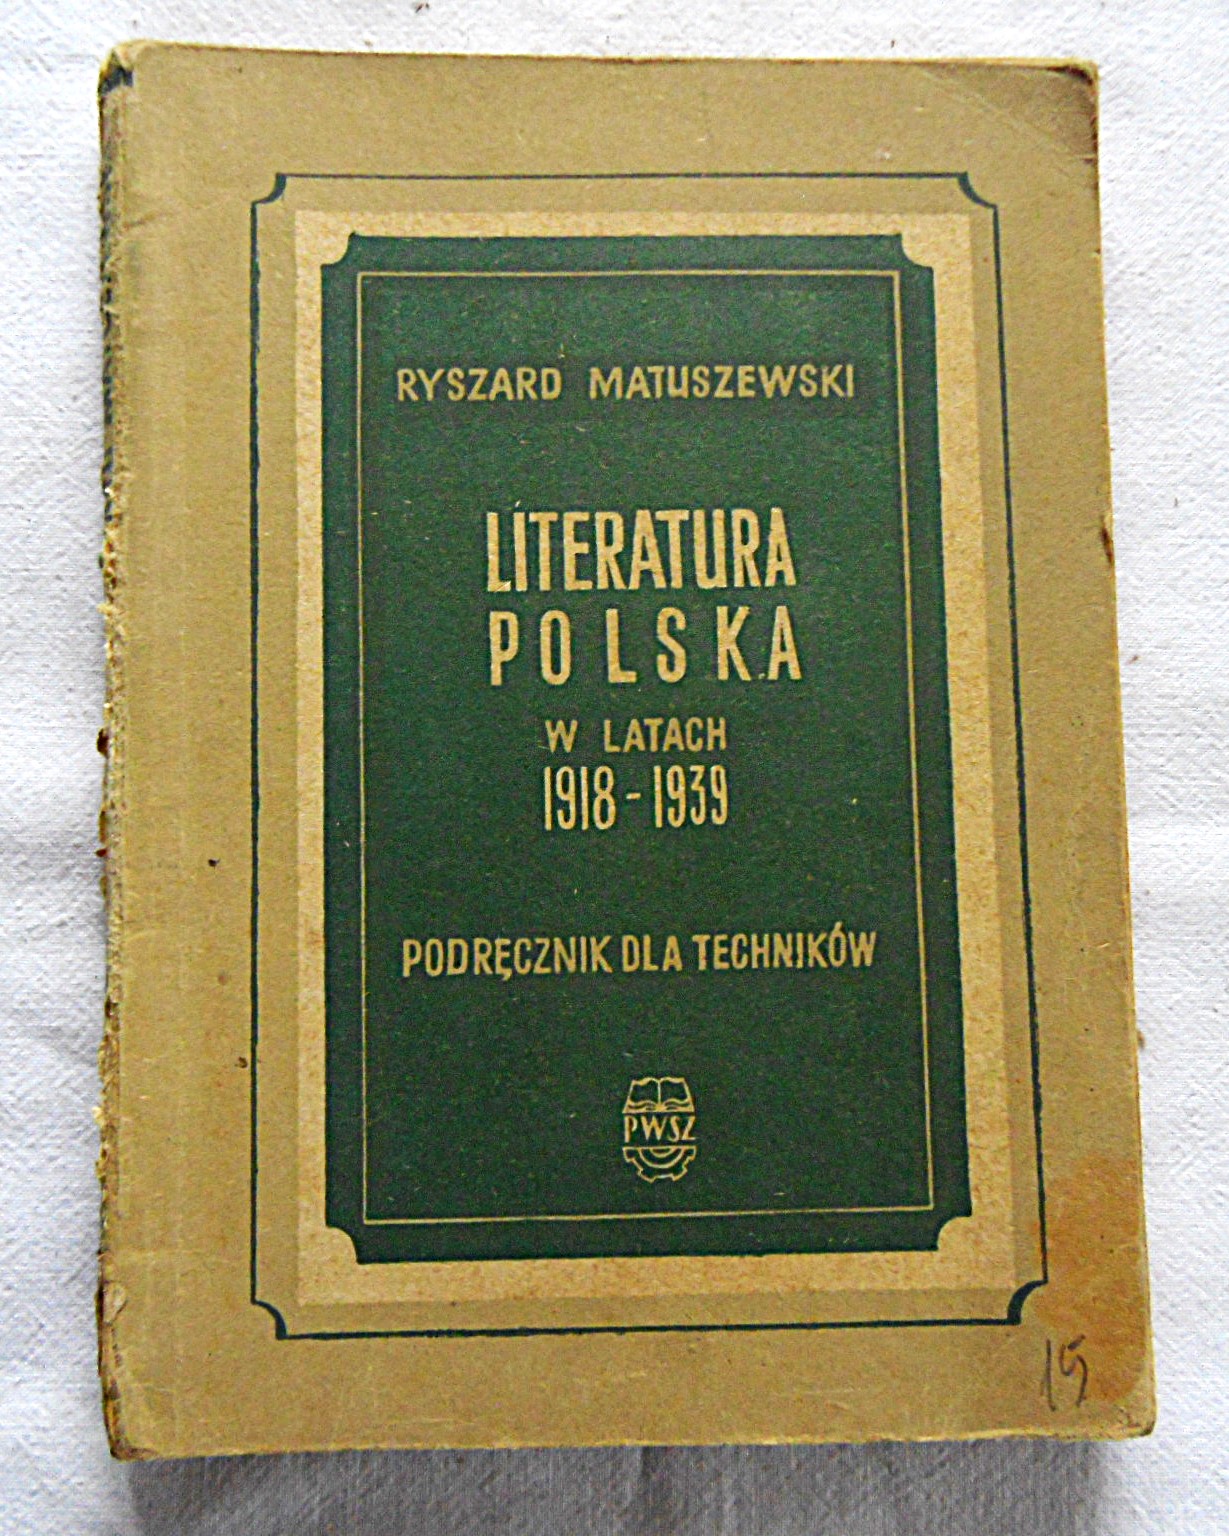 RYSZARD MATUSZEWSKI
LITERATURA
POLSKA
W LATACH
1918-1939
PODRĘCZNIK DLA TECHNIKÓW
PWSZ
15